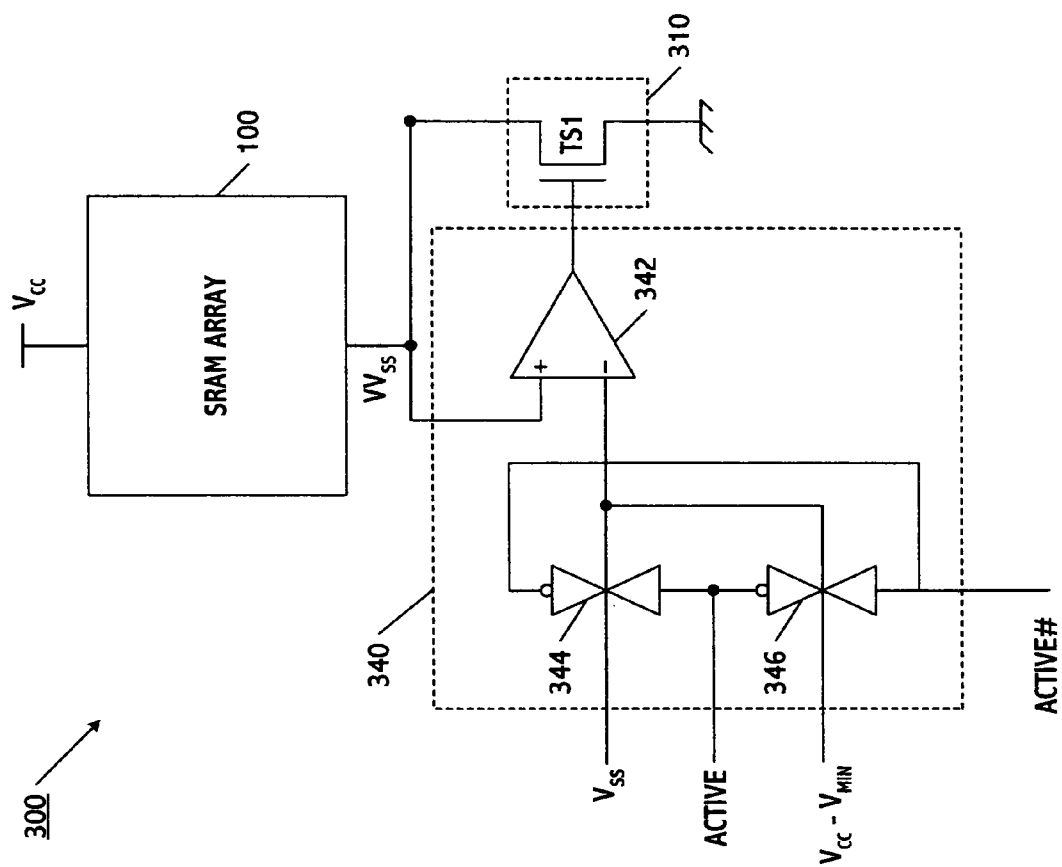 300
V_CC
100
SRAM ARRAY
VV_SS
310
TS1
340
+
−
342
344
346
V_SS
ACTIVE
V_CC - V_MIN
ACTIVE#